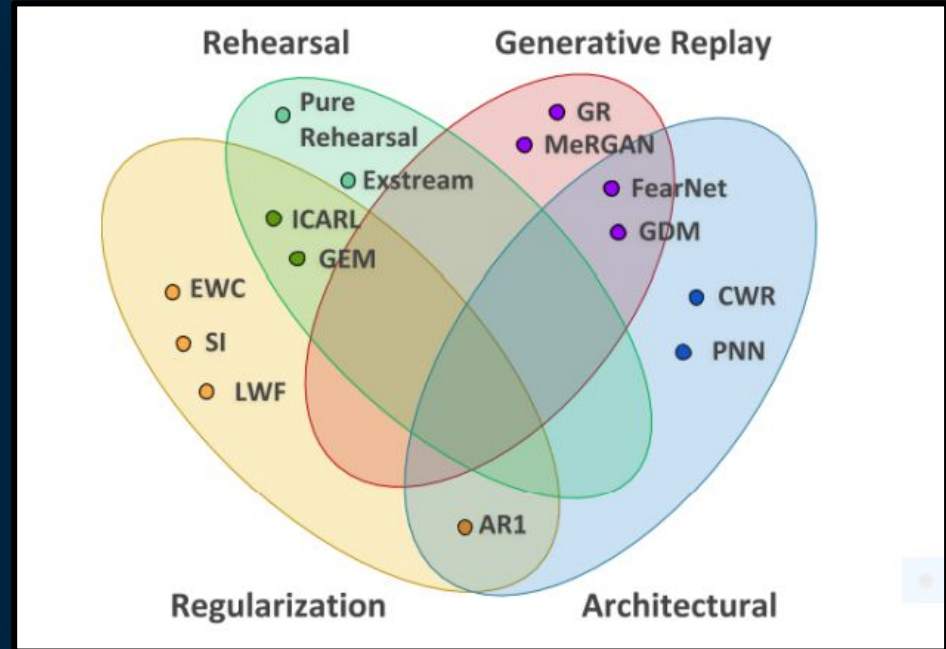 Rehearsal
Generative Replay
Pure
Rehearsal
GR
MeRGAN
Exstream
FearNet
ICARL
GDM
GEM
EWC
CWR
SI
PNN
LWF
AR1
Regularization
Architectural